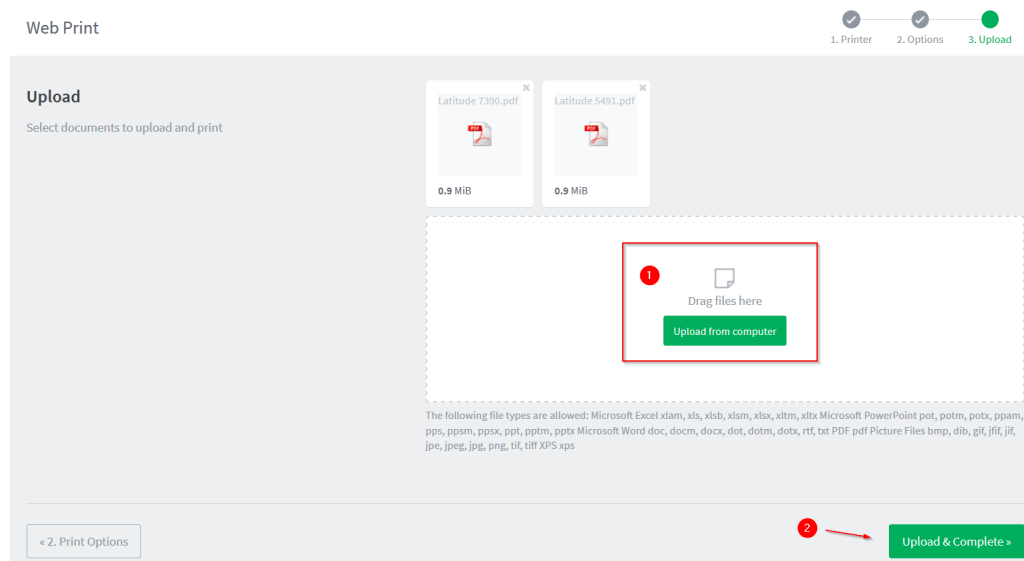 Web Print
1. Printer
2. Options
3. Upload
Upload
Select documents to upload and print
Latitude 7390.pdf
PDF
0.9 MiB
Latitude 5491.pdf
PDF
0.9 MiB
1
Drag files here
Upload from computer
The following file types are allowed: Microsoft Excel xlam, xls, xlsb, xlsm, xlsx, xltm, xltx Microsoft PowerPoint pot, potm, potx, ppam,
pps, ppsm, ppsx, ppt, pptm, pptx Microsoft Word doc, docm, docx, dot, dotm, dotx, rtf, txt PDF pdf Picture Files bmp, dib, gif, jfif, jif,
jpe, jpeg, jpg, png, tif, tiff XPS xps
« 2. Print Options
2
Upload & Complete »